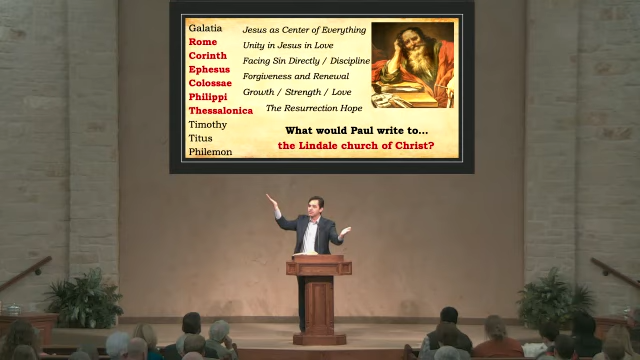 Galatia
Rome
Corinth
Ephesus
Colossae
Philippi
Thessalonica
Timothy
Titus
Philemon
Jesus as Center of Everything
Unity in Jesus in Love
Facing Sin Directly / Discipline
Forgiveness and Renewal
Growth / Strength / Love
The Resurrection Hope
What would Paul write to...
the Lindale church of Christ?